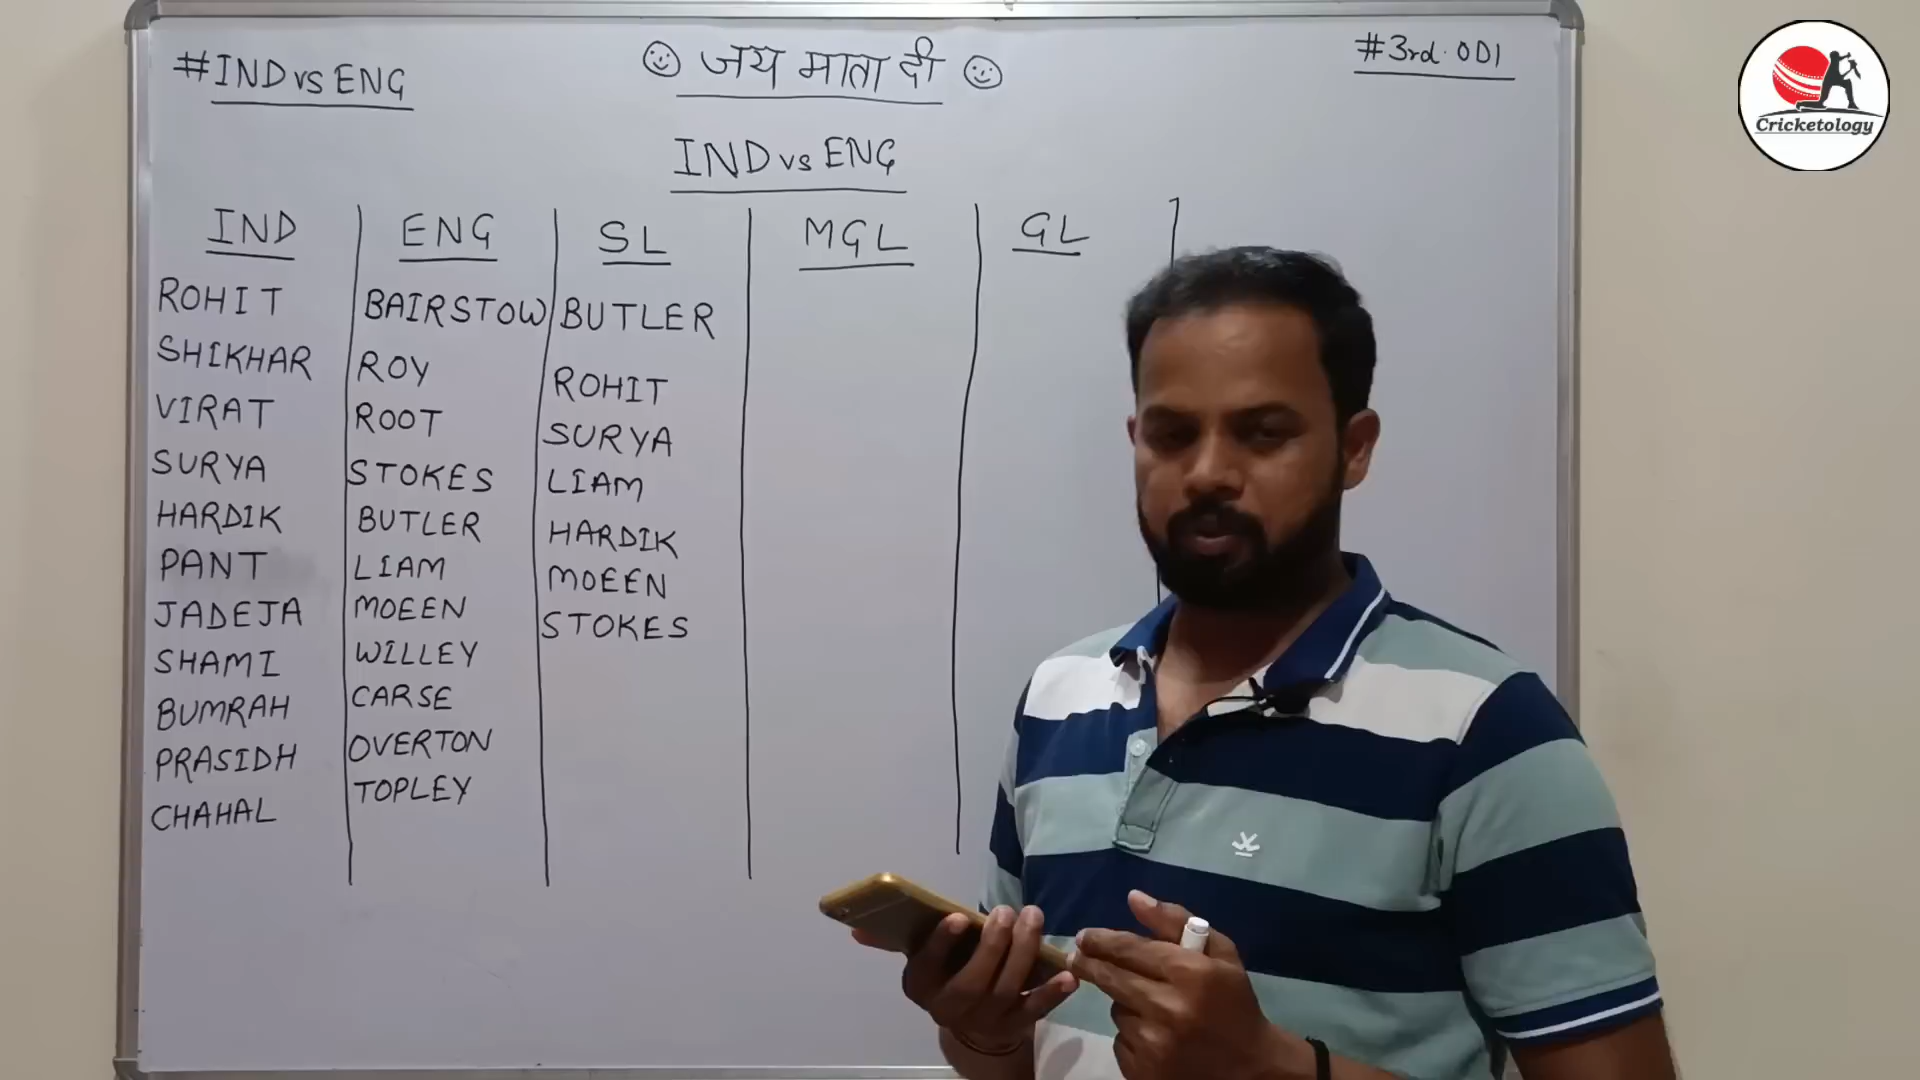 #IND vs ENG
☺ जय माता दी ☺
#3rd. ODI
Cricketology
IND vs ENG
IND
ROHIT
SHIKHAR
VIRAT
SURYA
HARDIK
PANT
JADEJA
SHAMI
BUMRAH
PRASIDH
CHAHAL
ENG
BAIRSTOW
ROY
ROOT
STOKES
BUTLER
LIAM
MOEEN
WILLEY
CARSE
OVERTON
TOPLEY
SL
BUTLER
ROHIT
SURYA
LIAM
HARDIK
MOEEN
STOKES
MGL
GL